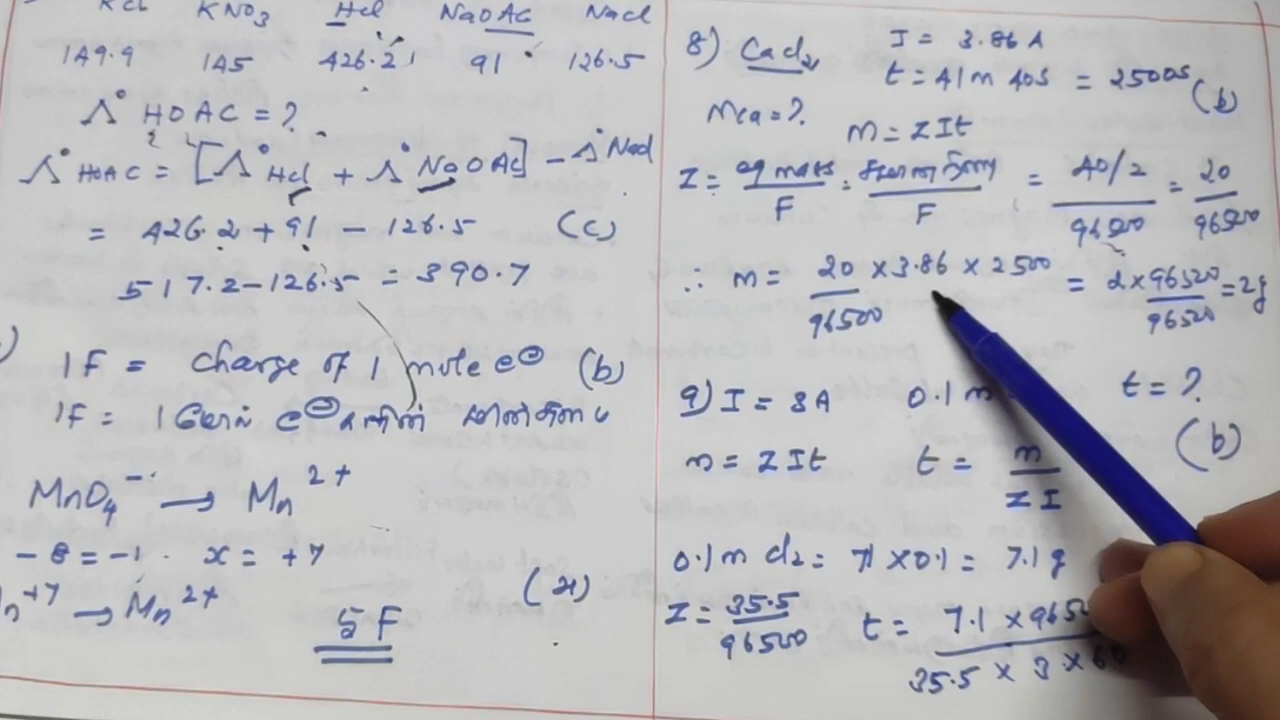 KCl KNO₃ HCl NaOAC NaCl
149.9 145 426.2 91 126.5
Λ° HOAC = ?
Λ° HOAC = [Λ° HCl + Λ° NaOAC] - Λ° NaCl
= 426.2 + 91 - 126.5 (C)
517.2 - 126.5 = 390.7
1F = charge of 1 mole e⊖ (b)
1F = 1 மோல் e⊖ களின் மின்சுமை
MnO₄⁻ → Mn²⁺
- 8 = -1 x = +7
n⁺⁷ → Mn²⁺
5F
8) CaCl₂ I = 3.86 A
t = 41 m 40s = 2500s (b)
mCa = ? m = ZIt
Z = eq mass / F = / F = 40/2 / 96500 = 20 / 96500
∴ m = 20 / 96500 × 3.86 × 2500 = 2 × 96500 / 96500 = 2g
9) I = 3A 0.1 m t = ?
(b)
m = ZIt t = m / ZI
0.1 m Cl₂ = 71 × 0.1 = 7.1 g
Z = 35.5 / 96500 t = 7.1 × 9650 / 35.5 × 3 × 60